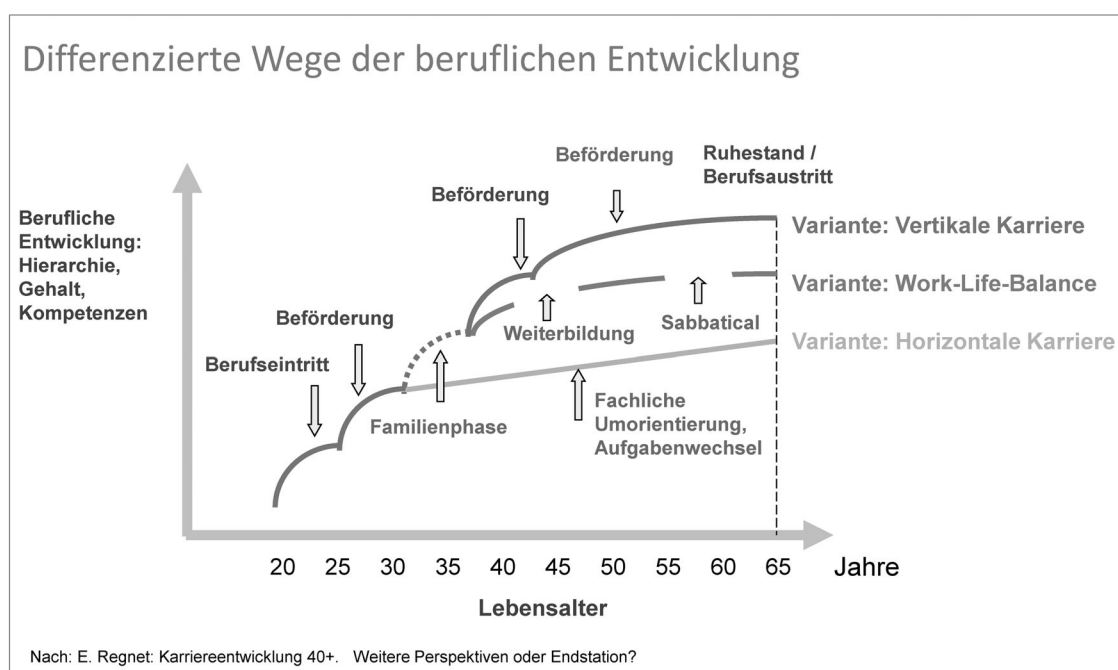 Differenzierte Wege der beruflichen Entwicklung
Berufliche
Entwicklung:
Hierarchie,
Gehalt,
Kompetenzen
Berufseintritt
Beförderung
Beförderung
Beförderung
Ruhestand /
Berufsaustritt
Variante: Vertikale Karriere
Variante: Work-Life-Balance
Variante: Horizontale Karriere
Weiterbildung
Sabbatical
Familienphase
Fachliche
Umorientierung,
Aufgabenwechsel
20 25 30 35 40 45 50 55 60 65 Jahre
Lebensalter
Nach: E. Regnet: Karriereentwicklung 40+. Weitere Perspektiven oder Endstation?